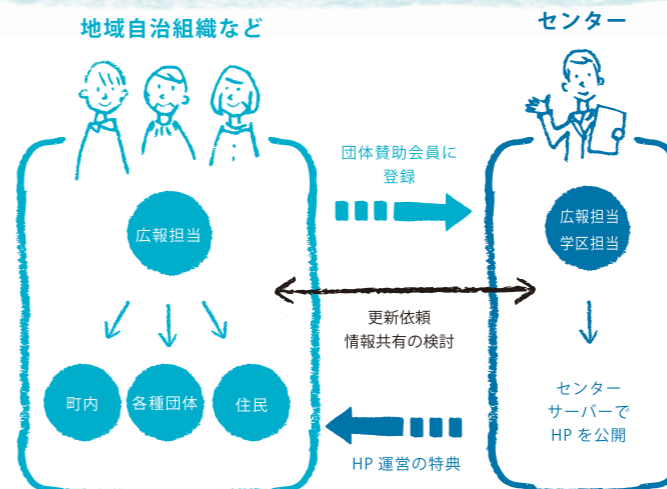 地域自治組織など
センター
団体賛助会員に
登録
広報担当
広報担当
学区担当
更新依頼
情報共有の検討
町内
各種団体
住民
センター
サーバーで
HP を公開
HP 運営の特典